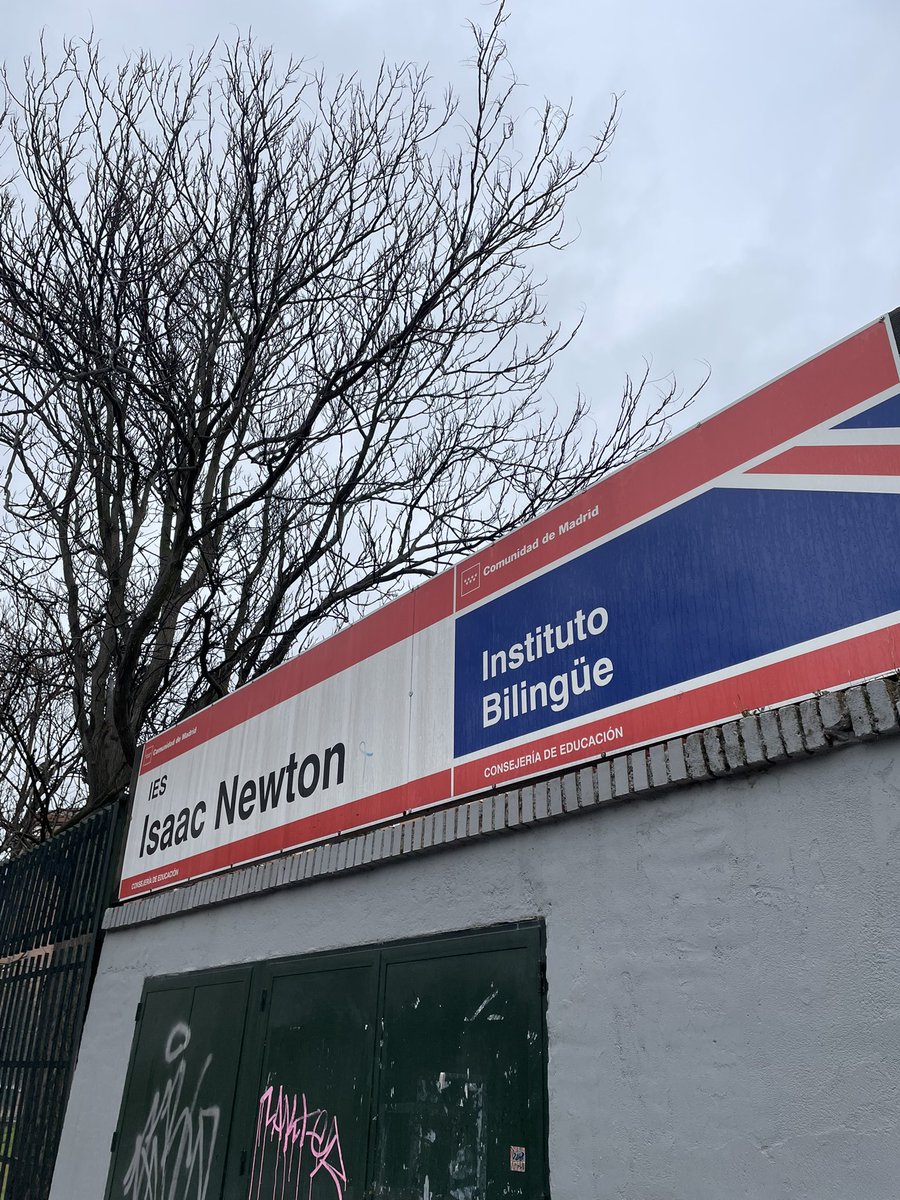 Comunidad de Madrid
IES
Isaac Newton
CONSEJERÍA DE EDUCACIÓN
Comunidad de Madrid
Instituto
Bilingüe
CONSEJERÍA DE EDUCACIÓN